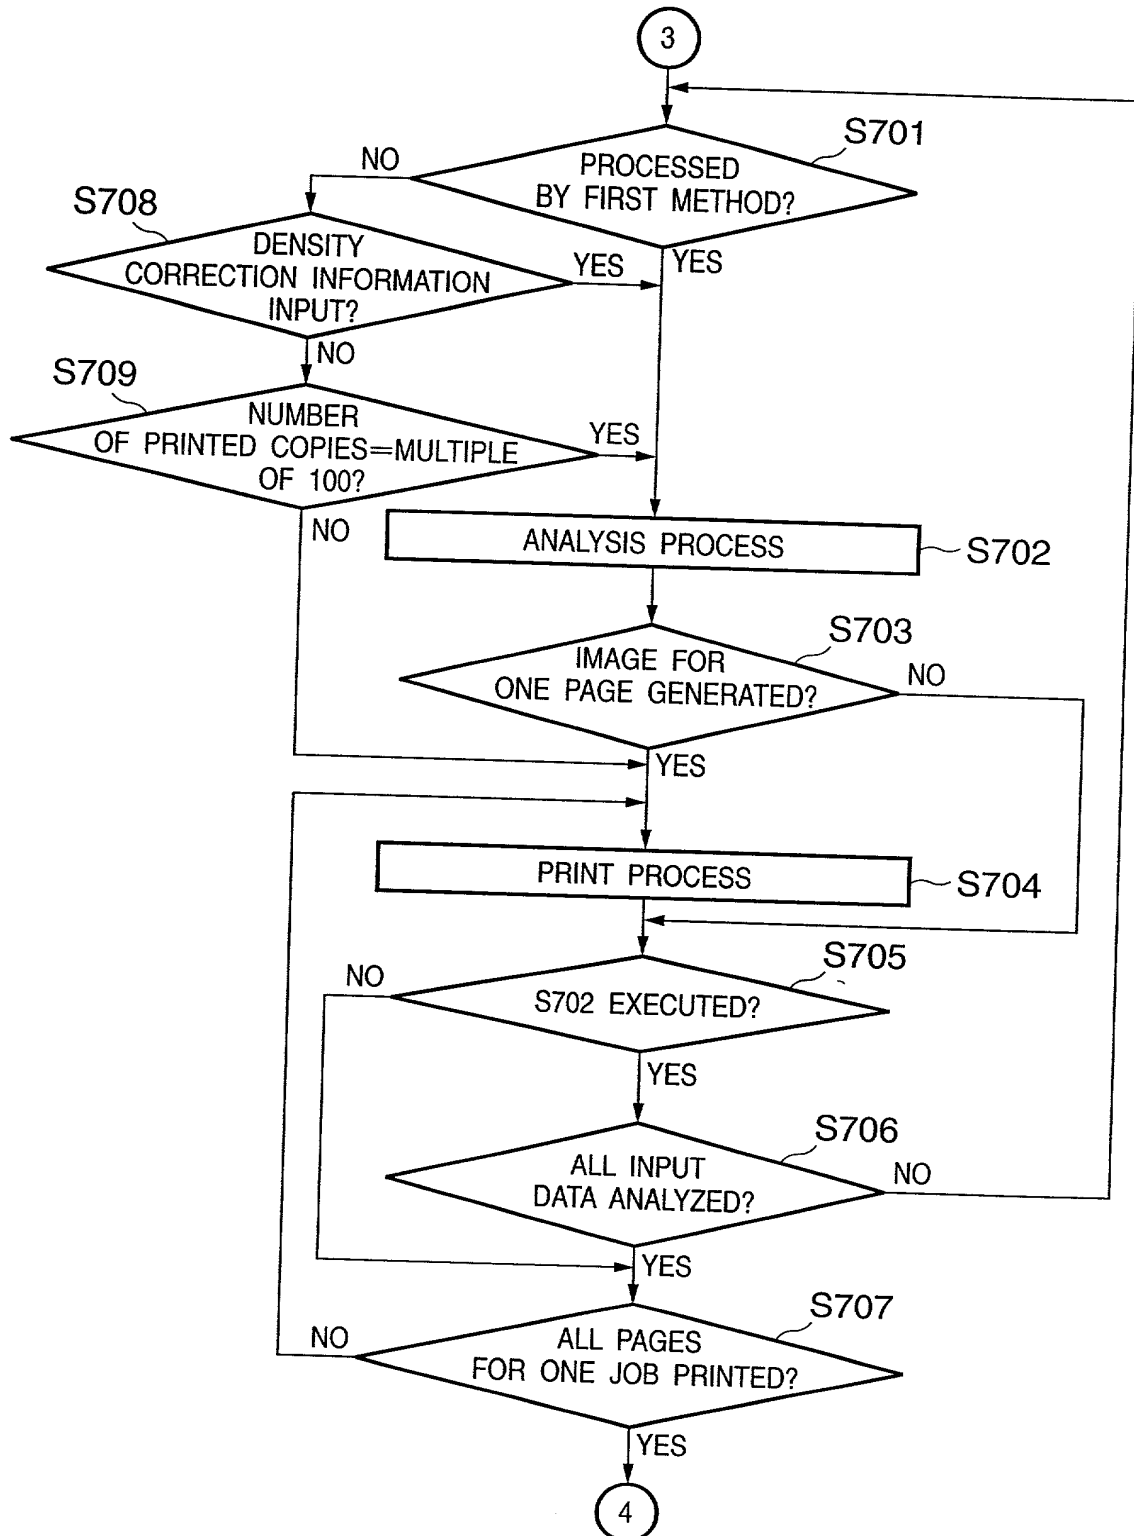 3
S701
NO
PROCESSED
BY FIRST METHOD?
YES
S708
DENSITY
CORRECTION INFORMATION
INPUT?
YES
NO
S709
NUMBER
OF PRINTED COPIES=MULTIPLE
OF 100?
YES
NO
ANALYSIS PROCESS
S702
S703
IMAGE FOR
ONE PAGE GENERATED?
NO
YES
PRINT PROCESS
S704
S705
NO
S702 EXECUTED?
YES
S706
ALL INPUT
DATA ANALYZED?
NO
YES
S707
NO
ALL PAGES
FOR ONE JOB PRINTED?
YES
4